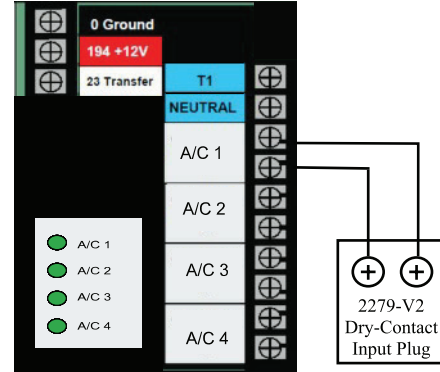 0 Ground
194 +12V
23 Transfer
T1
NEUTRAL
A/C 1
A/C 2
A/C 3
A/C 4
A/C 1
A/C 2
A/C 3
A/C 4
2279-V2
Dry-Contact
Input Plug